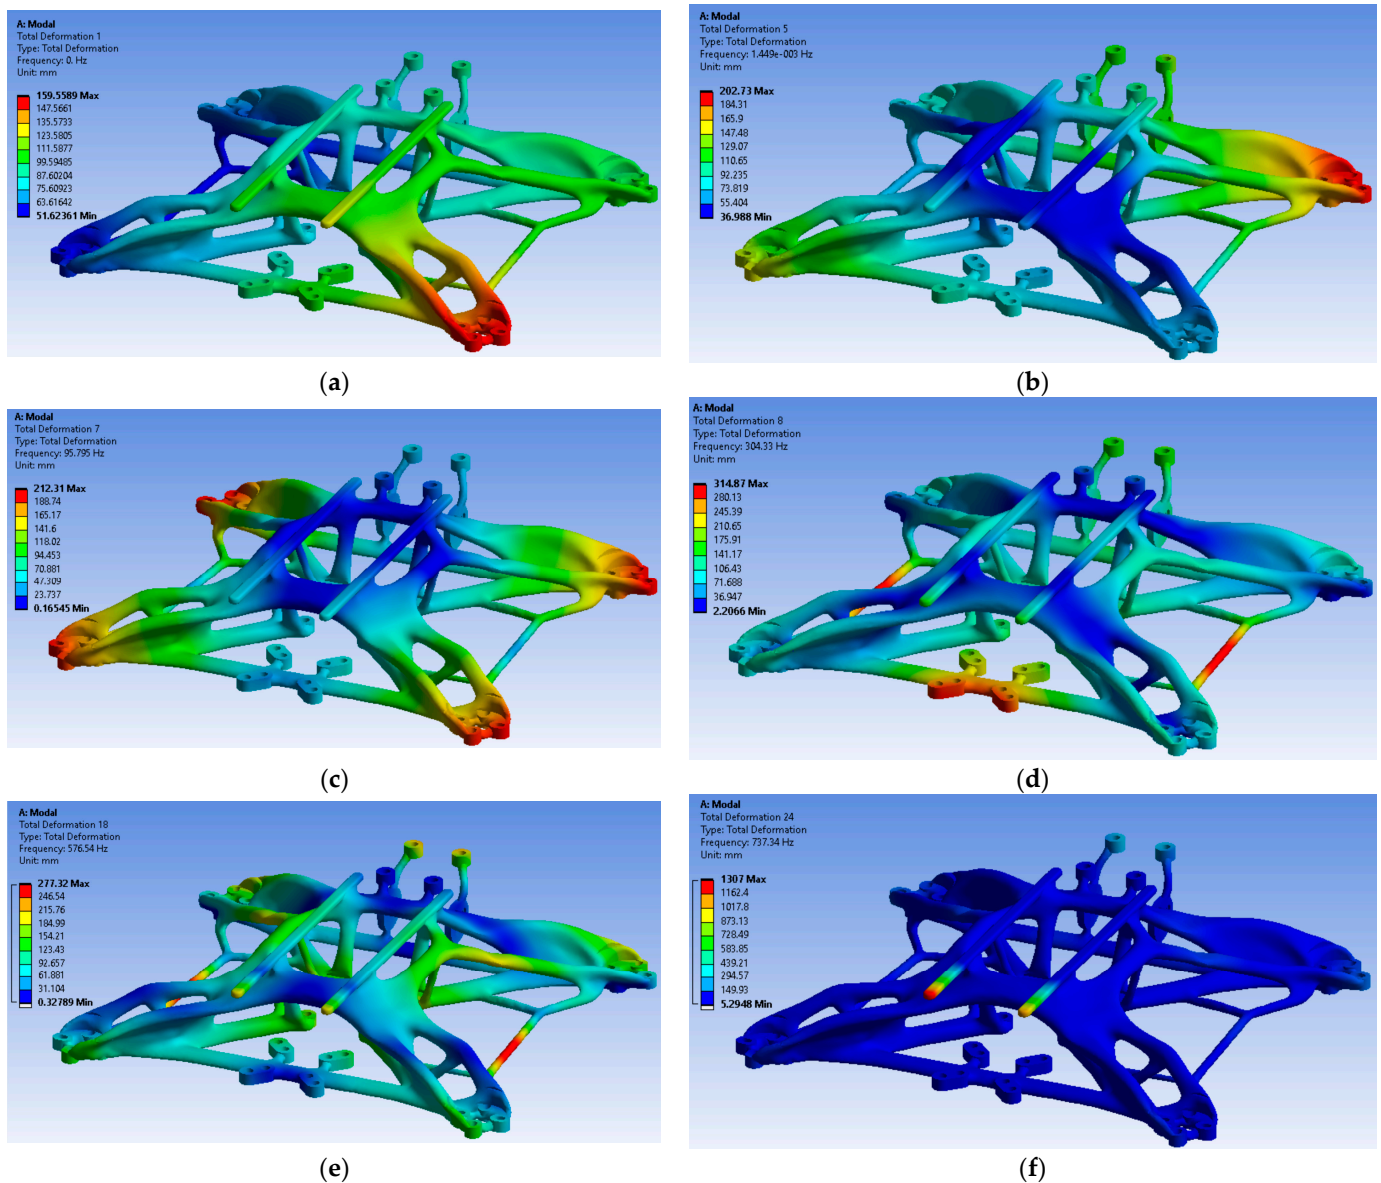 A: Modal
Total Deformation 1
Type: Total Deformation
Frequency: 0. Hz
Unit: mm
159.5589 Max
147.5661
135.5733
123.5805
111.5877
99.59485
87.60204
75.60923
63.61642
51.62361 Min
(a)
A: Modal
Total Deformation 5
Type: Total Deformation
Frequency: 1.449e-003 Hz
Unit: mm
202.73 Max
184.31
165.9
147.48
129.07
110.65
92.235
73.819
55.404
36.988 Min
(b)
A: Modal
Total Deformation 7
Type: Total Deformation
Frequency: 95.795 Hz
Unit: mm
212.31 Max
188.74
165.17
141.6
118.02
94.453
70.881
47.309
23.737
0.16545 Min
(c)
A: Modal
Total Deformation 8
Type: Total Deformation
Frequency: 304.33 Hz
Unit: mm
314.87 Max
280.13
245.39
210.65
175.91
141.17
106.43
71.688
36.947
2.2066 Min
(d)
A: Modal
Total Deformation 18
Type: Total Deformation
Frequency: 576.54 Hz
Unit: mm
277.32 Max
246.54
215.76
184.99
154.21
123.43
92.657
61.881
31.104
0.32789 Min
(e)
A: Modal
Total Deformation 24
Type: Total Deformation
Frequency: 737.34 Hz
Unit: mm
1307 Max
1162.4
1017.8
873.13
728.49
583.85
439.21
294.57
149.93
5.2948 Min
(f)